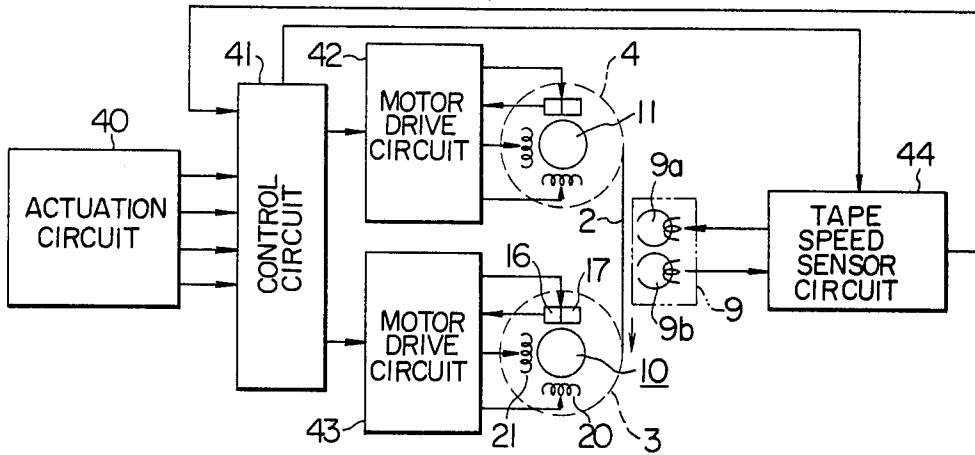 40
ACTUATION
CIRCUIT
41
CONTROL
CIRCUIT
42
MOTOR
DRIVE
CIRCUIT
4
11
2
9a
9b
9
44
TAPE
SPEED
SENSOR
CIRCUIT
43
MOTOR
DRIVE
CIRCUIT
16
17
10
21
20
3